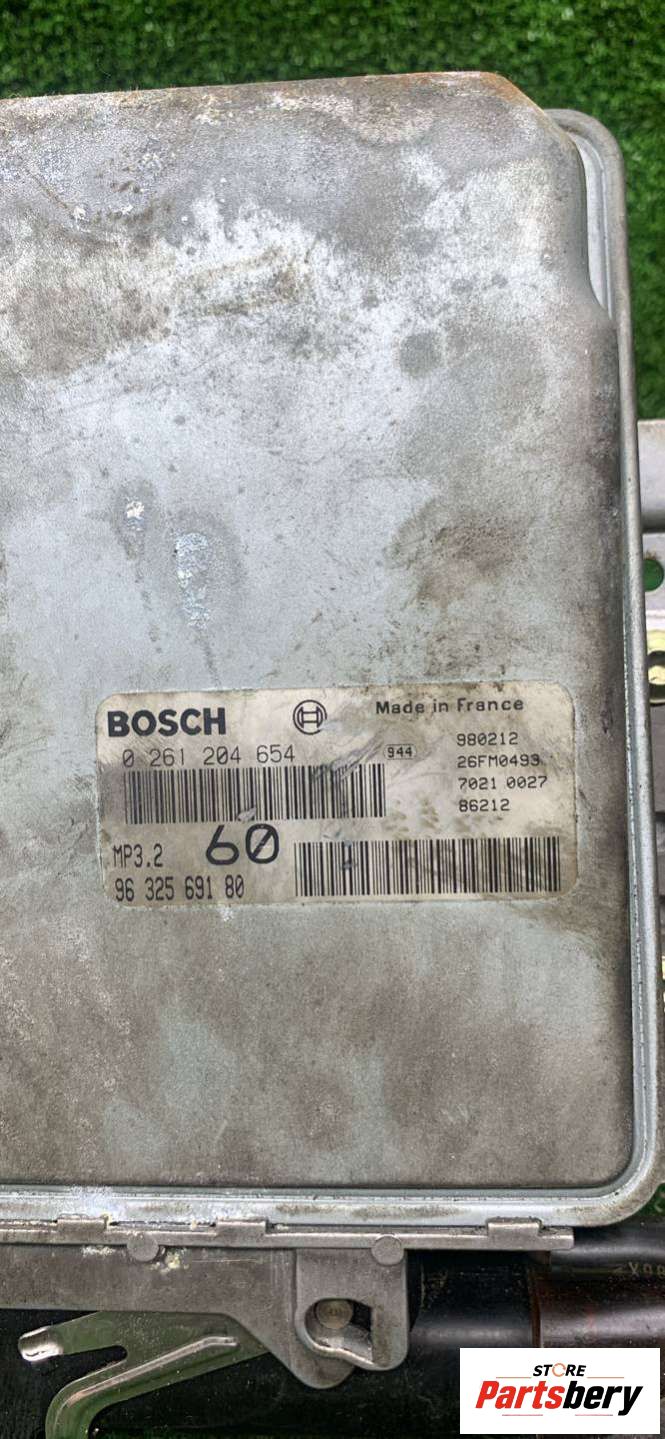 BOSCH
Made in France
0 261 204 654
944
980212
26FM0493
7021 0027
86212
MP3.2
60
96 325 691 80
STORE
Partsbery